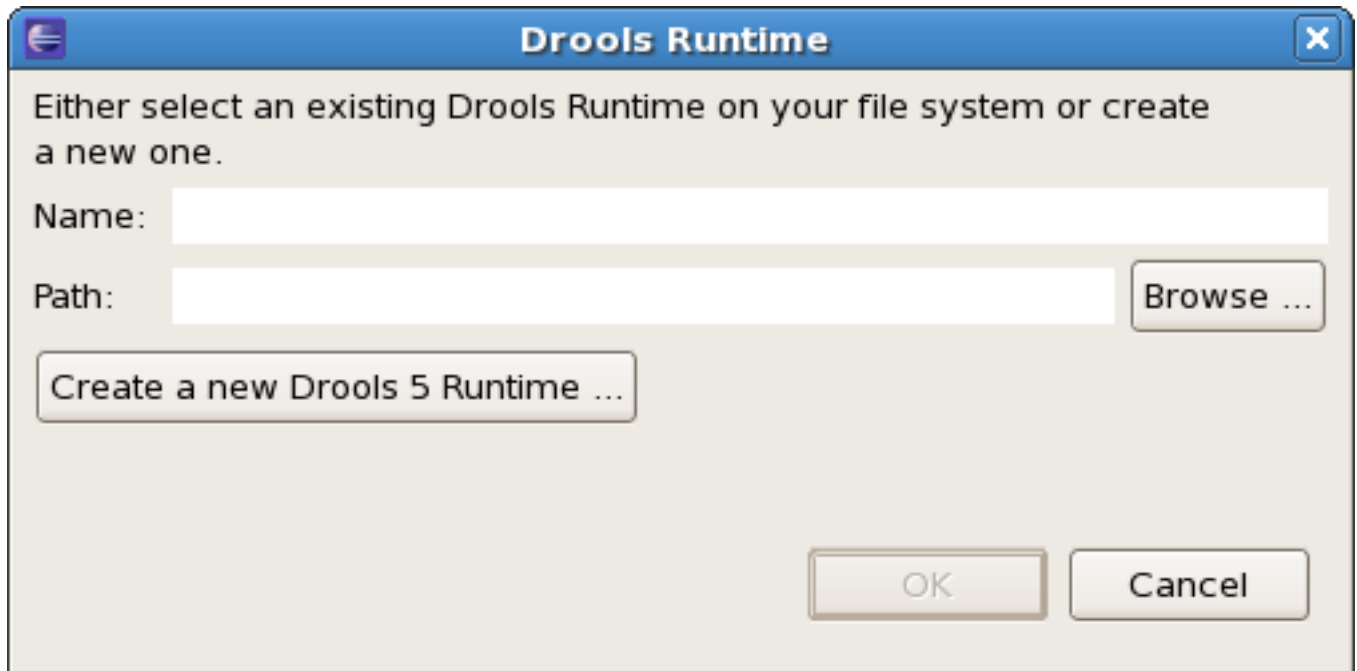 Drools Runtime
Either select an existing Drools Runtime on your file system or create
a new one.
Name:
Path:
Browse ...
Create a new Drools 5 Runtime ...
OK
Cancel